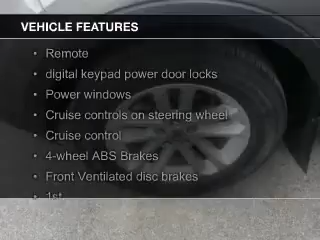 VEHICLE FEATURES
• Remote
• digital keypad power door locks
• Power windows
• Cruise controls on steering wheel
• Cruise control
• 4-wheel ABS Brakes
• Front Ventilated disc brakes
• 1st